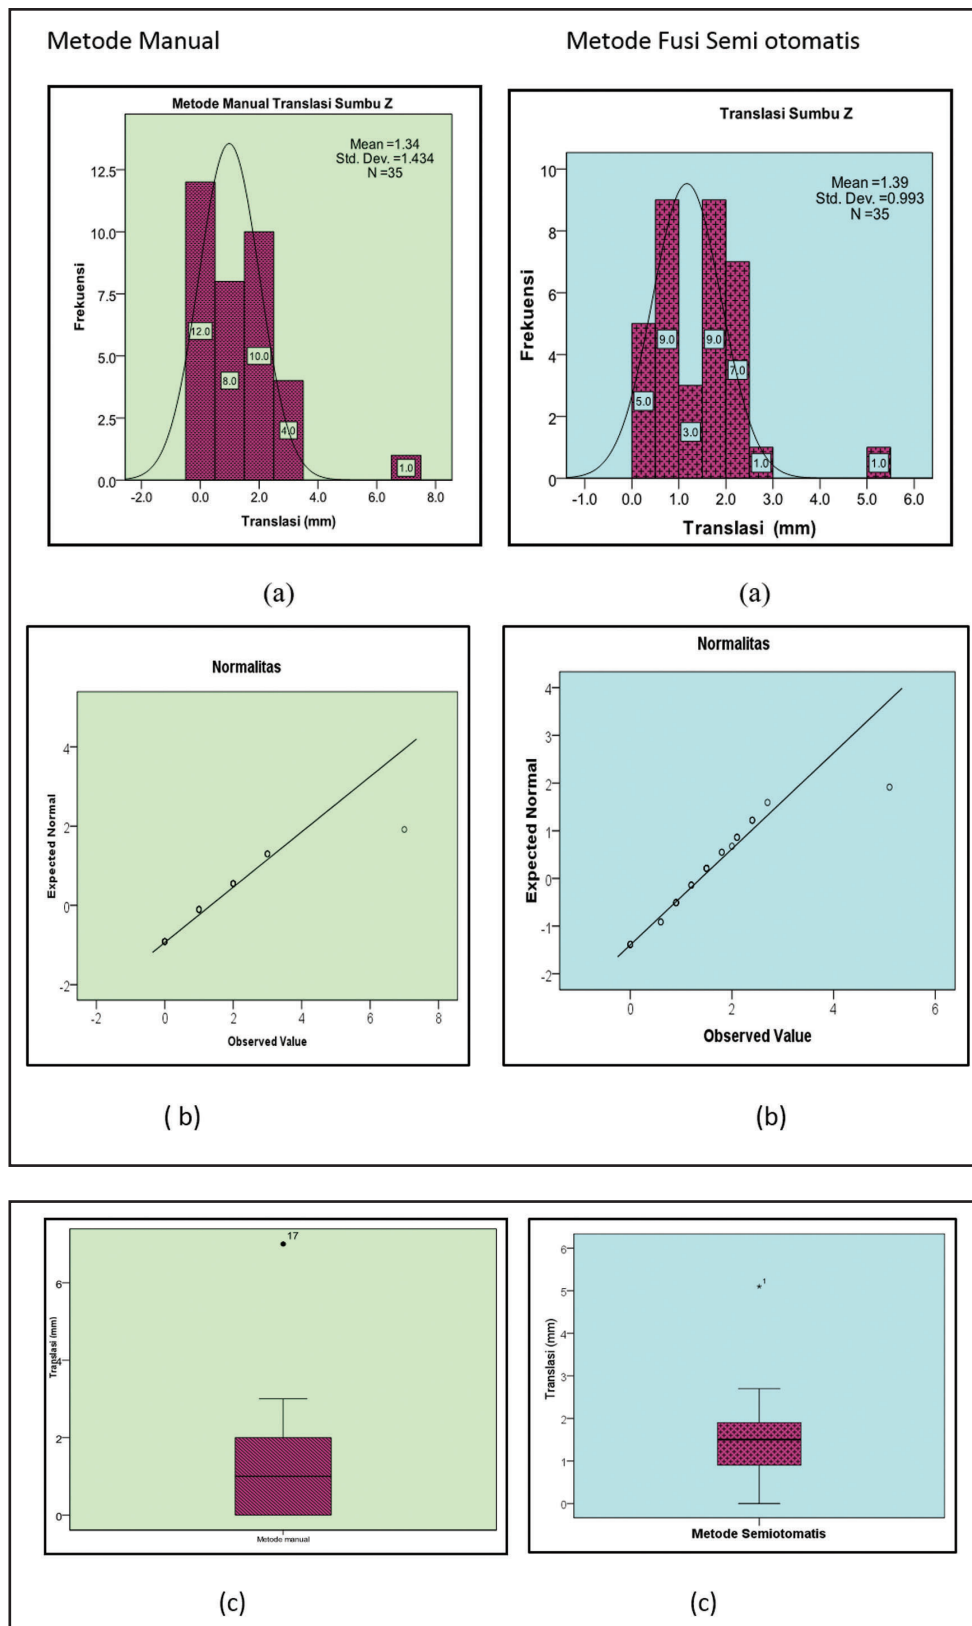 Metode Manual
Metode Fusi Semi otomatis
Metode Manual Translasi Sumbu Z
Mean =1.34
Std. Dev. =1.434
N =35
Frekuensi
12.5
10.0
7.5
5.0
2.5
0.0
12.0
8.0
10.0
4.0
1.0
-2.0 0.0 2.0 4.0 6.0 8.0
Translasi (mm)
(a)
Translasi Sumbu Z
Mean =1.39
Std. Dev. =0.993
N =35
Frekuensi
10
8
6
4
2
0
5.0
9.0
3.0
9.0
7.0
1.0
1.0
-1.0 0.0 1.0 2.0 3.0 4.0 5.0 6.0
Translasi (mm)
(a)
Normalitas
Expected Normal
4
2
0
-2
-2 0 2 4 6 8
Observed Value
( b)
Normalitas
Expected Normal
4
3
2
1
0
-1
-2
0 2 4 6
Observed Value
(b)
Translasi (mm)
6
4
2
0
17
Metode manual
(c)
Translasi (mm)
6
5
4
3
2
1
0
*1
Metode Semiotomatis
(c)